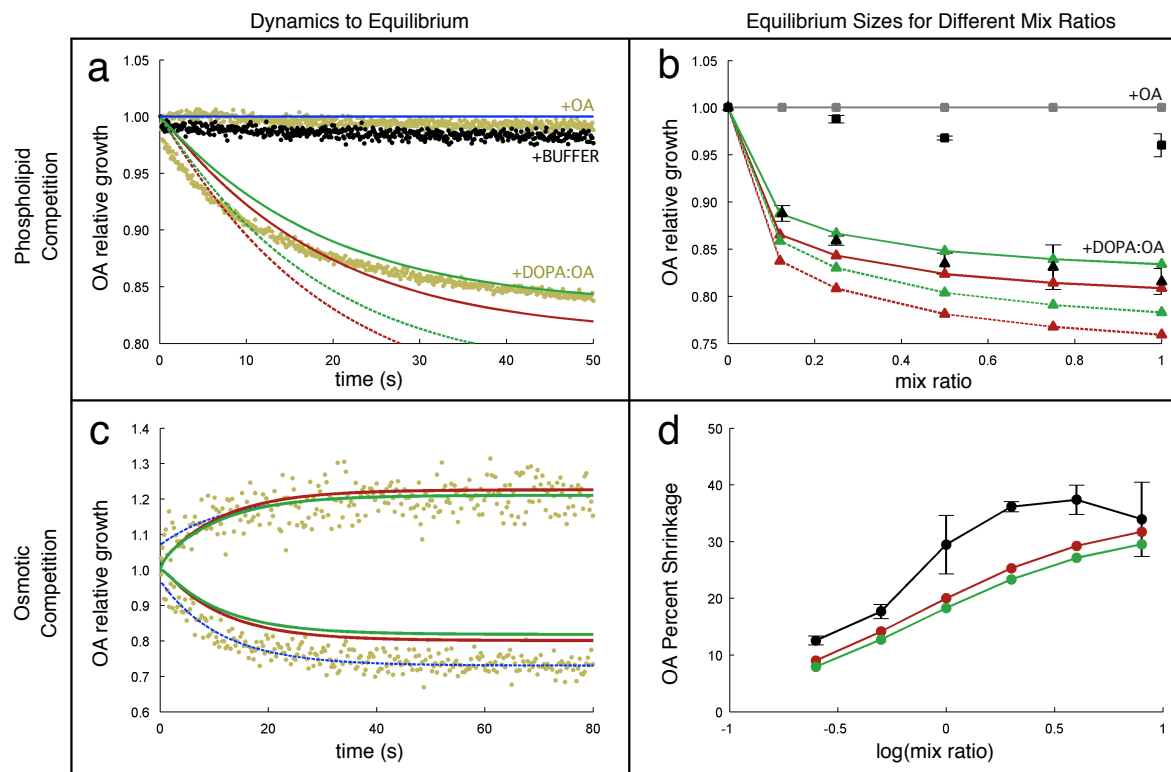 Dynamics to Equilibrium
Equilibrium Sizes for Different Mix Ratios
Phospholipid
Competition
a
OA relative growth
1.05
1.00
0.95
0.90
0.85
0.80
+OA
+BUFFER
+DOPA:OA
0
10
20
30
40
50
time (s)
b
OA relative growth
1.05
1.00
0.95
0.90
0.85
0.80
0.75
+OA
+DOPA:OA
0
0.2
0.4
0.6
0.8
1
mix ratio
Osmotic
Competition
c
OA relative growth
1.4
1.3
1.2
1.1
1.0
0.9
0.8
0.7
0.6
0
20
40
60
80
time (s)
d
OA Percent Shrinkage
50
40
30
20
10
0
-1
-0.5
0
0.5
1
log(mix ratio)